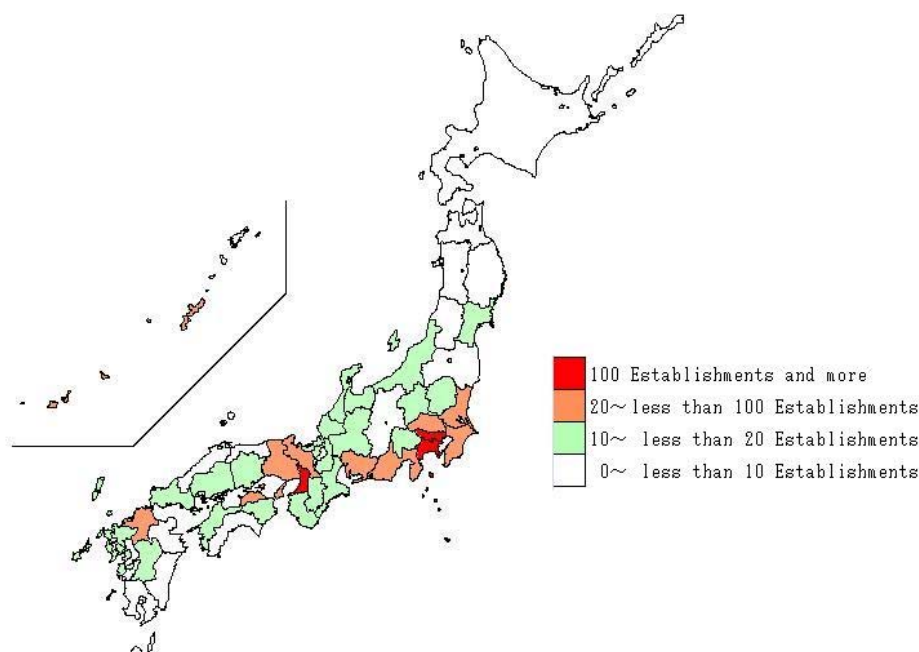 100 Establishments and more
20～less than 100 Establishments
10～ less than 20 Establishments
0～ less than 10 Establishments